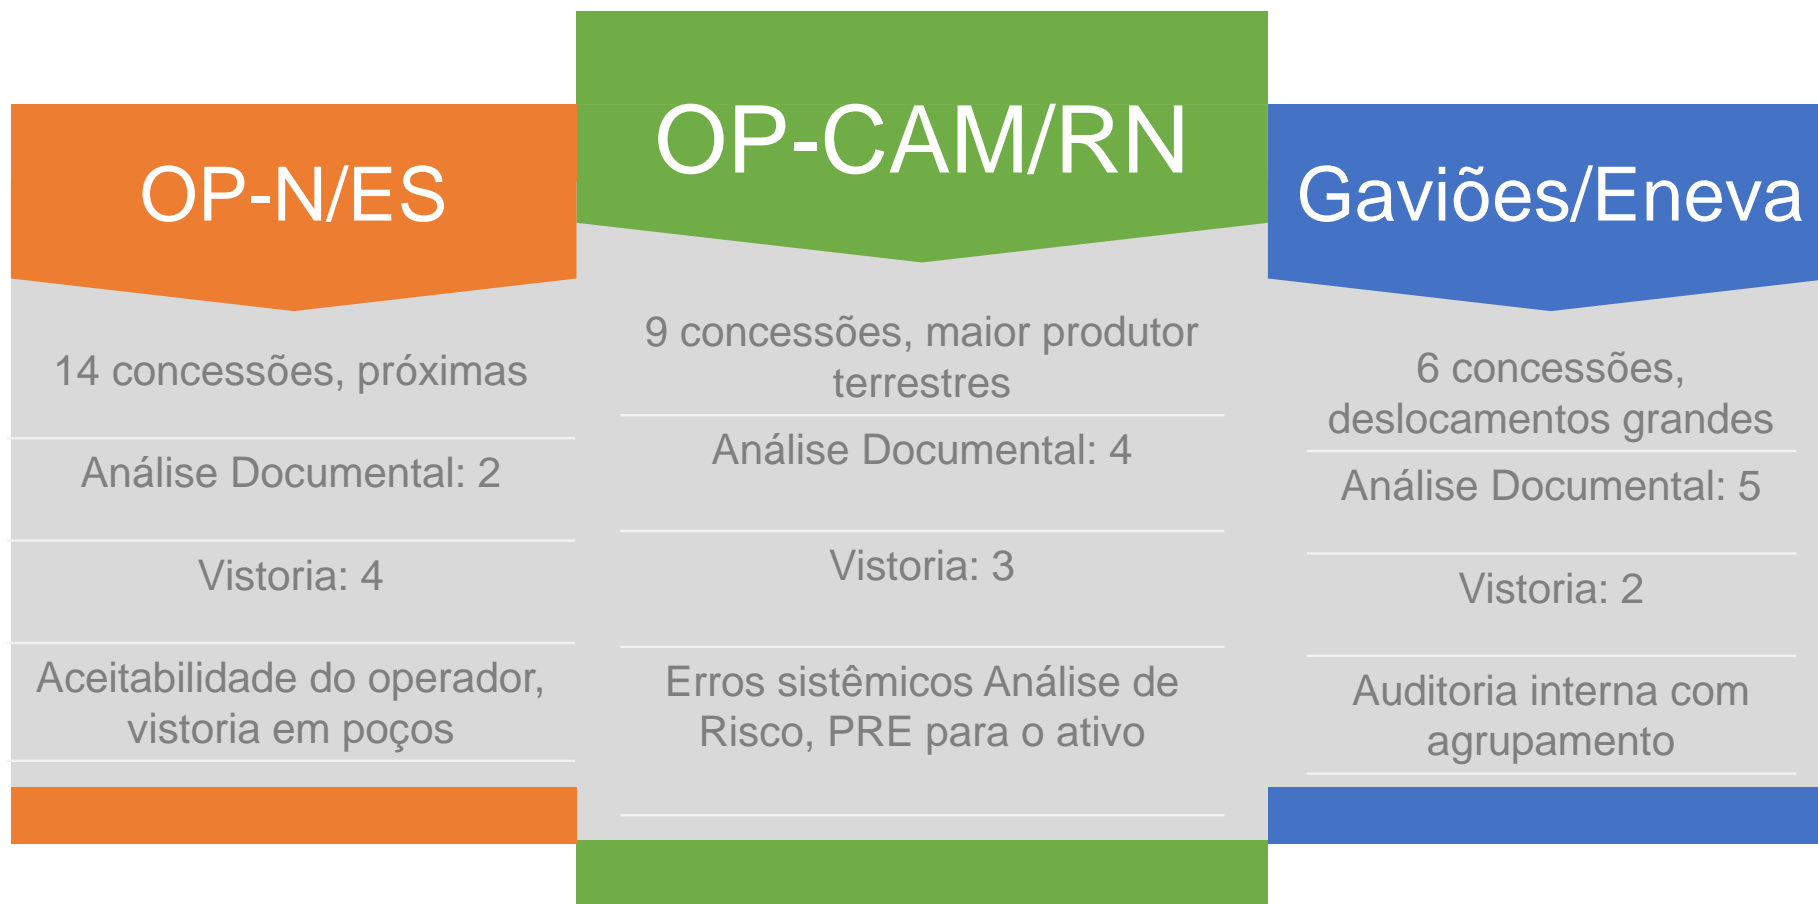 OP-N/ES
14 concessões, próximas
Análise Documental: 2
Vistoria: 4
Aceitabilidade do operador,
vistoria em poços
OP-CAM/RN
9 concessões, maior produtor
terrestres
Análise Documental: 4
Vistoria: 3
Erros sistêmicos Análise de
Risco, PRE para o ativo
Gaviões/Eneva
6 concessões,
deslocamentos grandes
Análise Documental: 5
Vistoria: 2
Auditoria interna com
agrupamento